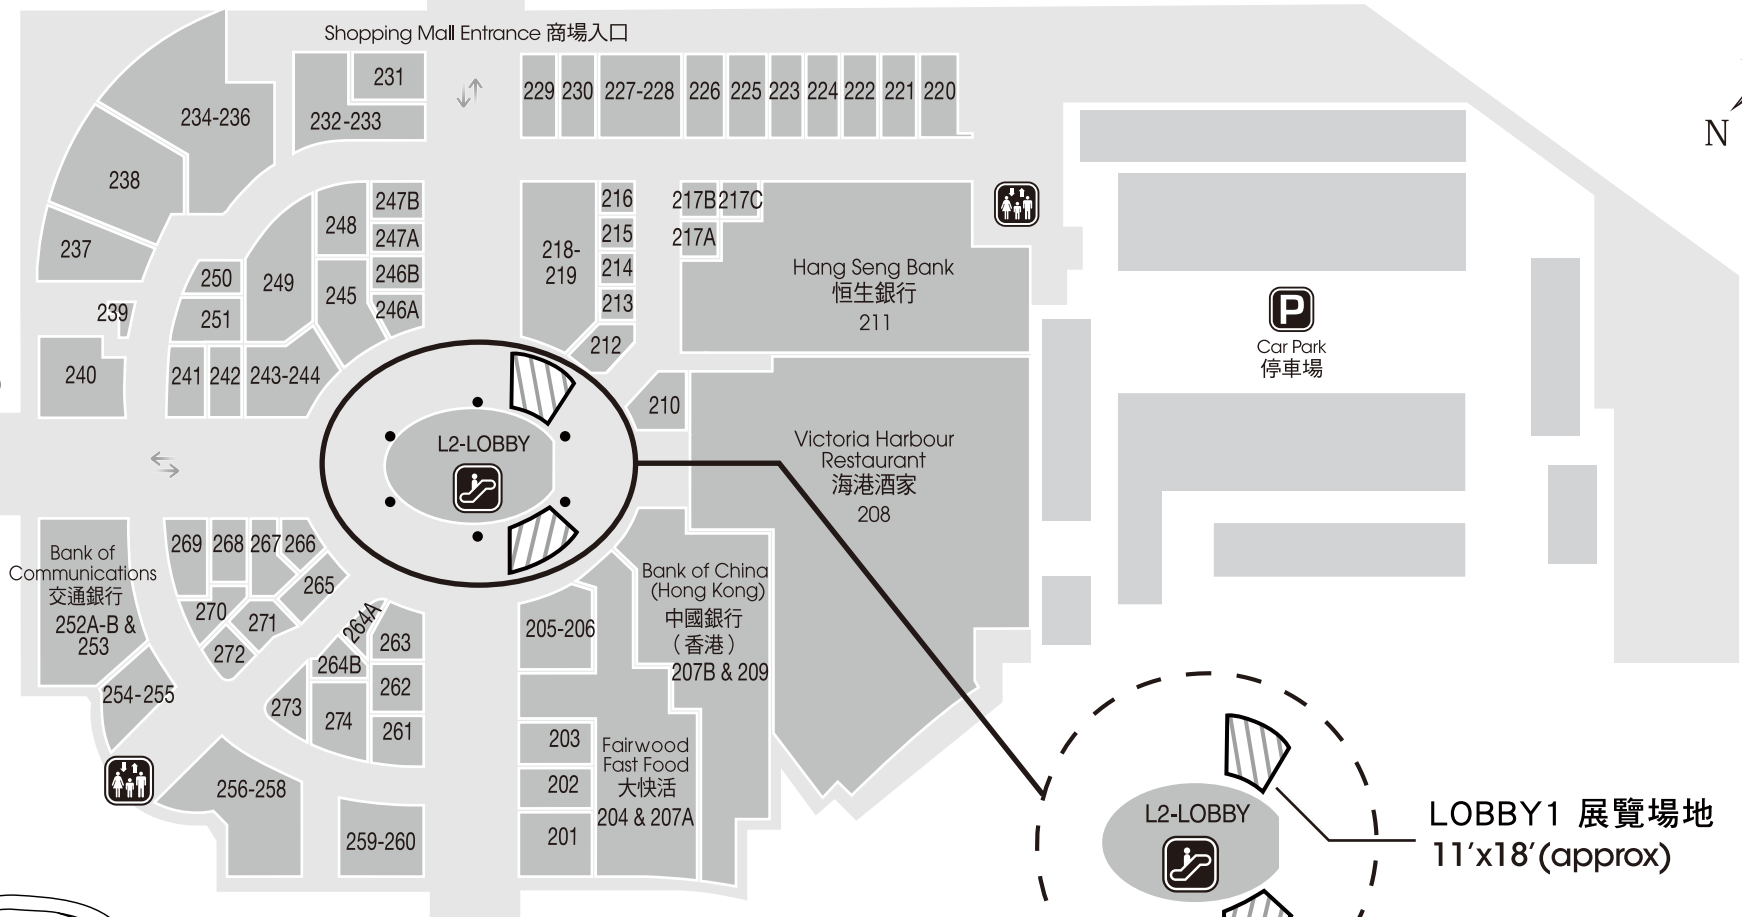 Shopping Mall Entrance 商場入口
231
234-236
232-233
229
230
227-228
226
225
223
224
222
221
220
N
238
237
247B
248
247A
246B
246A
245
249
250
251
239
240
241
242
243-244
218-
219
216
215
214
213
212
217B
217C
217A
Hang Seng Bank
恒生銀行
211
P
Car Park
停車場
210
L2-LOBBY
Victoria Harbour
Restaurant
海港酒家
208
Bank of
Communications
交通銀行
252A-B &
253
269
268
267
266
265
270
271
272
264A
263
264B
262
273
274
261
254-255
256-258
259-260
205-206
Bank of China
(Hong Kong)
中國銀行
（香港）
207B & 209
203
202
201
Fairwood
Fast Food
大快活
204 & 207A
L2-LOBBY
LOBBY1 展覽場地
11'x18'(approx)